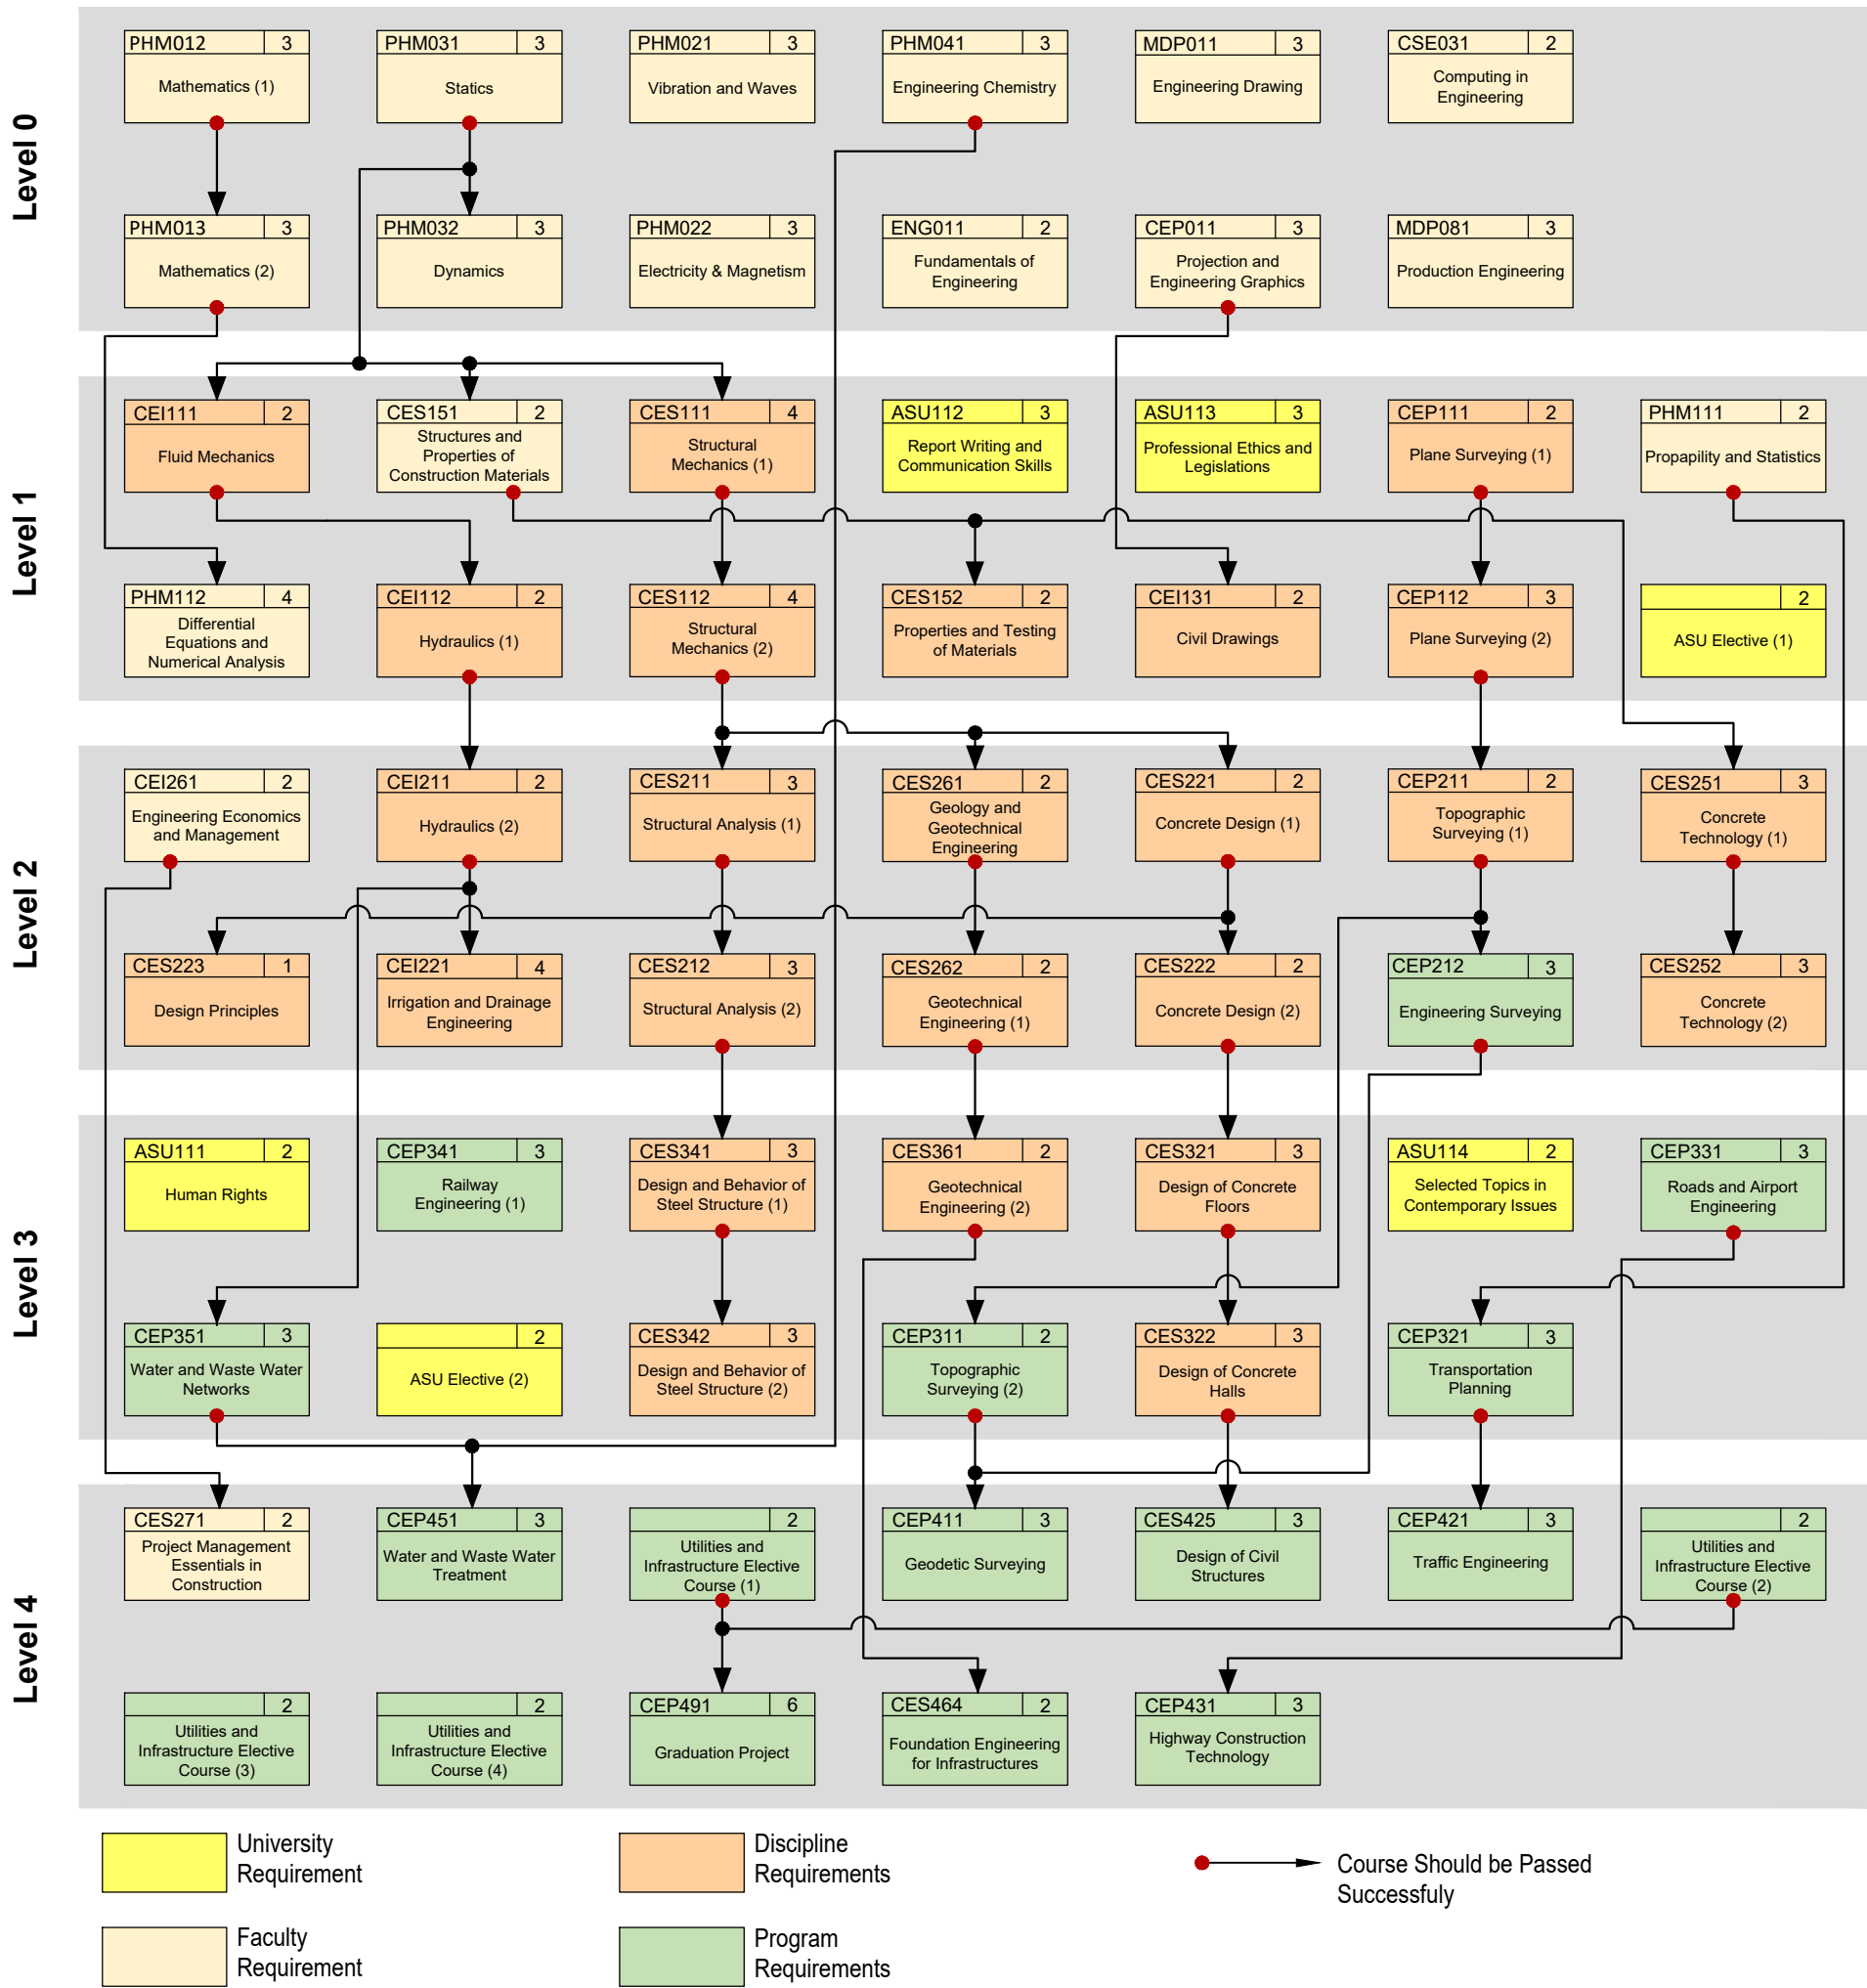 Level 0
PHM012 3
Mathematics (1)
PHM031 3
Statics
PHM021 3
Vibration and Waves
PHM041 3
Engineering Chemistry
MDP011 3
Engineering Drawing
CSE031 2
Computing in
Engineering
PHM013 3
Mathematics (2)
PHM032 3
Dynamics
PHM022 3
Electricity & Magnetism
ENG011 2
Fundamentals of
Engineering
CEP011 3
Projection and
Engineering Graphics
MDP081 3
Production Engineering
Level 1
CEI111 2
Fluid Mechanics
CES151 2
Structures and
Properties of
Construction Materials
CES111 4
Structural
Mechanics (1)
ASU112 3
Report Writing and
Communication Skills
ASU113 3
Professional Ethics and
Legislations
CEP111 2
Plane Surveying (1)
PHM111 2
Propapility and Statistics
PHM112 4
Differential
Equations and
Numerical Analysis
CEI112 2
Hydraulics (1)
CES112 4
Structural
Mechanics (2)
CES152 2
Properties and Testing
of Materials
CEI131 2
Civil Drawings
CEP112 3
Plane Surveying (2)
2
ASU Elective (1)
Level 2
CEI261 2
Engineering Economics
and Management
CEI211 2
Hydraulics (2)
CES211 3
Structural Analysis (1)
CES261 2
Geology and
Geotechnical
Engineering
CES221 2
Concrete Design (1)
CEP211 2
Topographic
Surveying (1)
CES251 3
Concrete
Technology (1)
CES223 1
Design Principles
CEI221 4
Irrigation and Drainage
Engineering
CES212 3
Structural Analysis (2)
CES262 2
Geotechnical
Engineering (1)
CES222 2
Concrete Design (2)
CEP212 3
Engineering Surveying
CES252 3
Concrete
Technology (2)
Level 3
ASU111 2
Human Rights
CEP341 3
Railway
Engineering (1)
CES341 3
Design and Behavior of
Steel Structure (1)
CES361 2
Geotechnical
Engineering (2)
CES321 3
Design of Concrete
Floors
ASU114 2
Selected Topics in
Contemporary Issues
CEP331 3
Roads and Airport
Engineering
CEP351 3
Water and Waste Water
Networks
2
ASU Elective (2)
CES342 3
Design and Behavior of
Steel Structure (2)
CEP311 2
Topographic
Surveying (2)
CES322 3
Design of Concrete
Halls
CEP321 3
Transportation
Planning
Level 4
CES271 2
Project Management
Essentials in
Construction
CEP451 3
Water and Waste Water
Treatment
2
Utilities and
Infrastructure Elective
Course (1)
CEP411 3
Geodetic Surveying
CES425 3
Design of Civil
Structures
CEP421 3
Traffic Engineering
2
Utilities and
Infrastructure Elective
Course (2)
2
Utilities and
Infrastructure Elective
Course (3)
2
Utilities and
Infrastructure Elective
Course (4)
CEP491 6
Graduation Project
CES464 2
Foundation Engineering
for Infrastructures
CEP431 3
Highway Construction
Technology
University
Requirement
Discipline
Requirements
Course Should be Passed
Successfuly
Faculty
Requirement
Program
Requirements